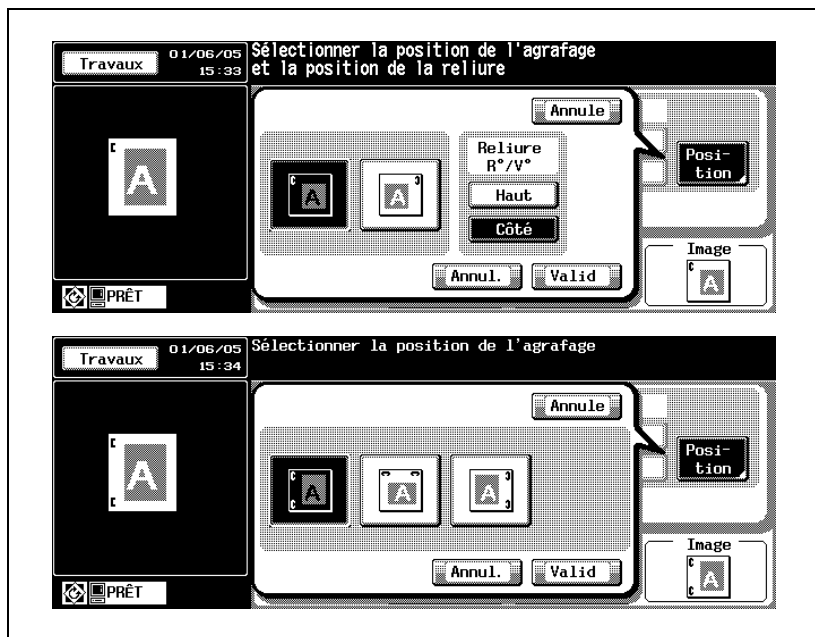 Travaux
01/06/05
15:33
Sélectionner la position de l'agrafage
et la position de la reliure
Annule
A
A
A
Reliure
R°/V°
Haut
Côté
Annul.
Valid
Posi-
tion
Image
A
PRÊT
Travaux
01/06/05
15:34
Sélectionner la position de l'agrafage
Annule
A
A
A
A
Annul.
Valid
Posi-
tion
Image
A
PRÊT